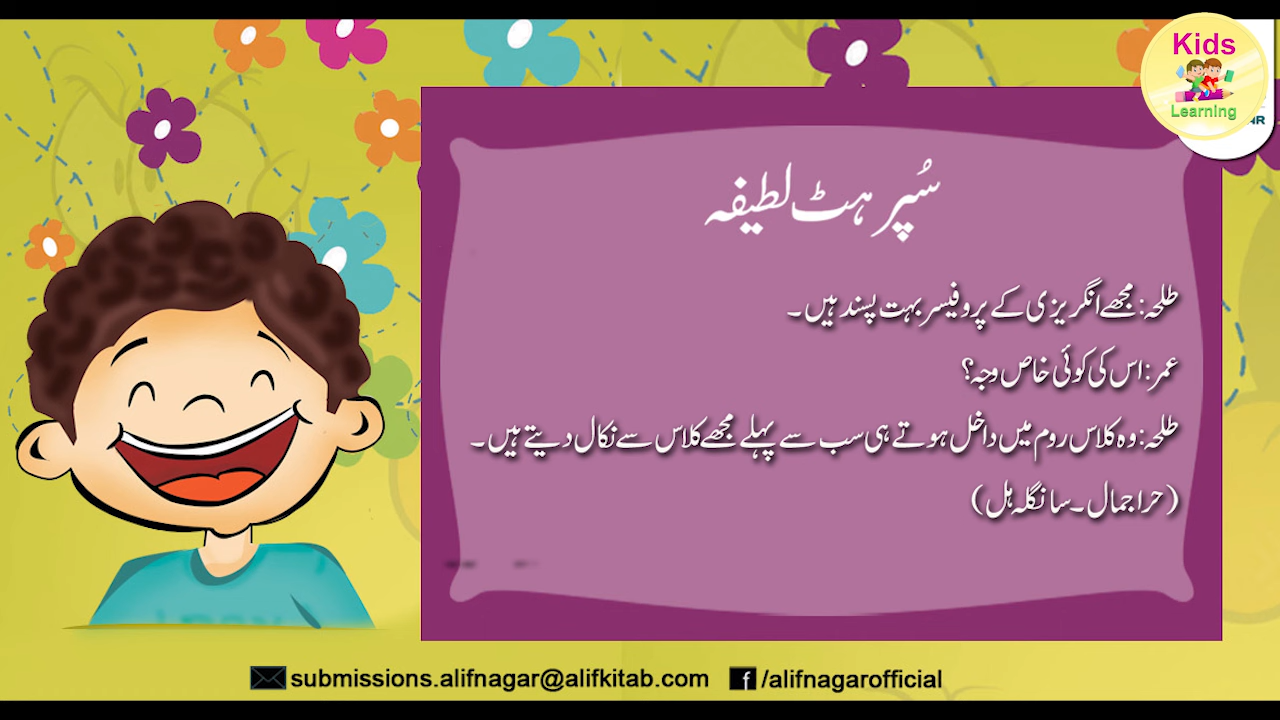 Kids
Learning
سُپر ہٹ لطیفہ
طلحہ: مجھے انگریزی کے پروفیسر بہت پسند ہیں۔
عمر: اس کی کوئی خاص وجہ؟
طلحہ: وہ کلاس روم میں داخل ہوتے ہی سب سے پہلے مجھے کلاس سے نکال دیتے ہیں۔
(حرا جمال۔ سانگلہ ہل)
submissions.alifnagar@alifkitab.com /alifnagarofficial